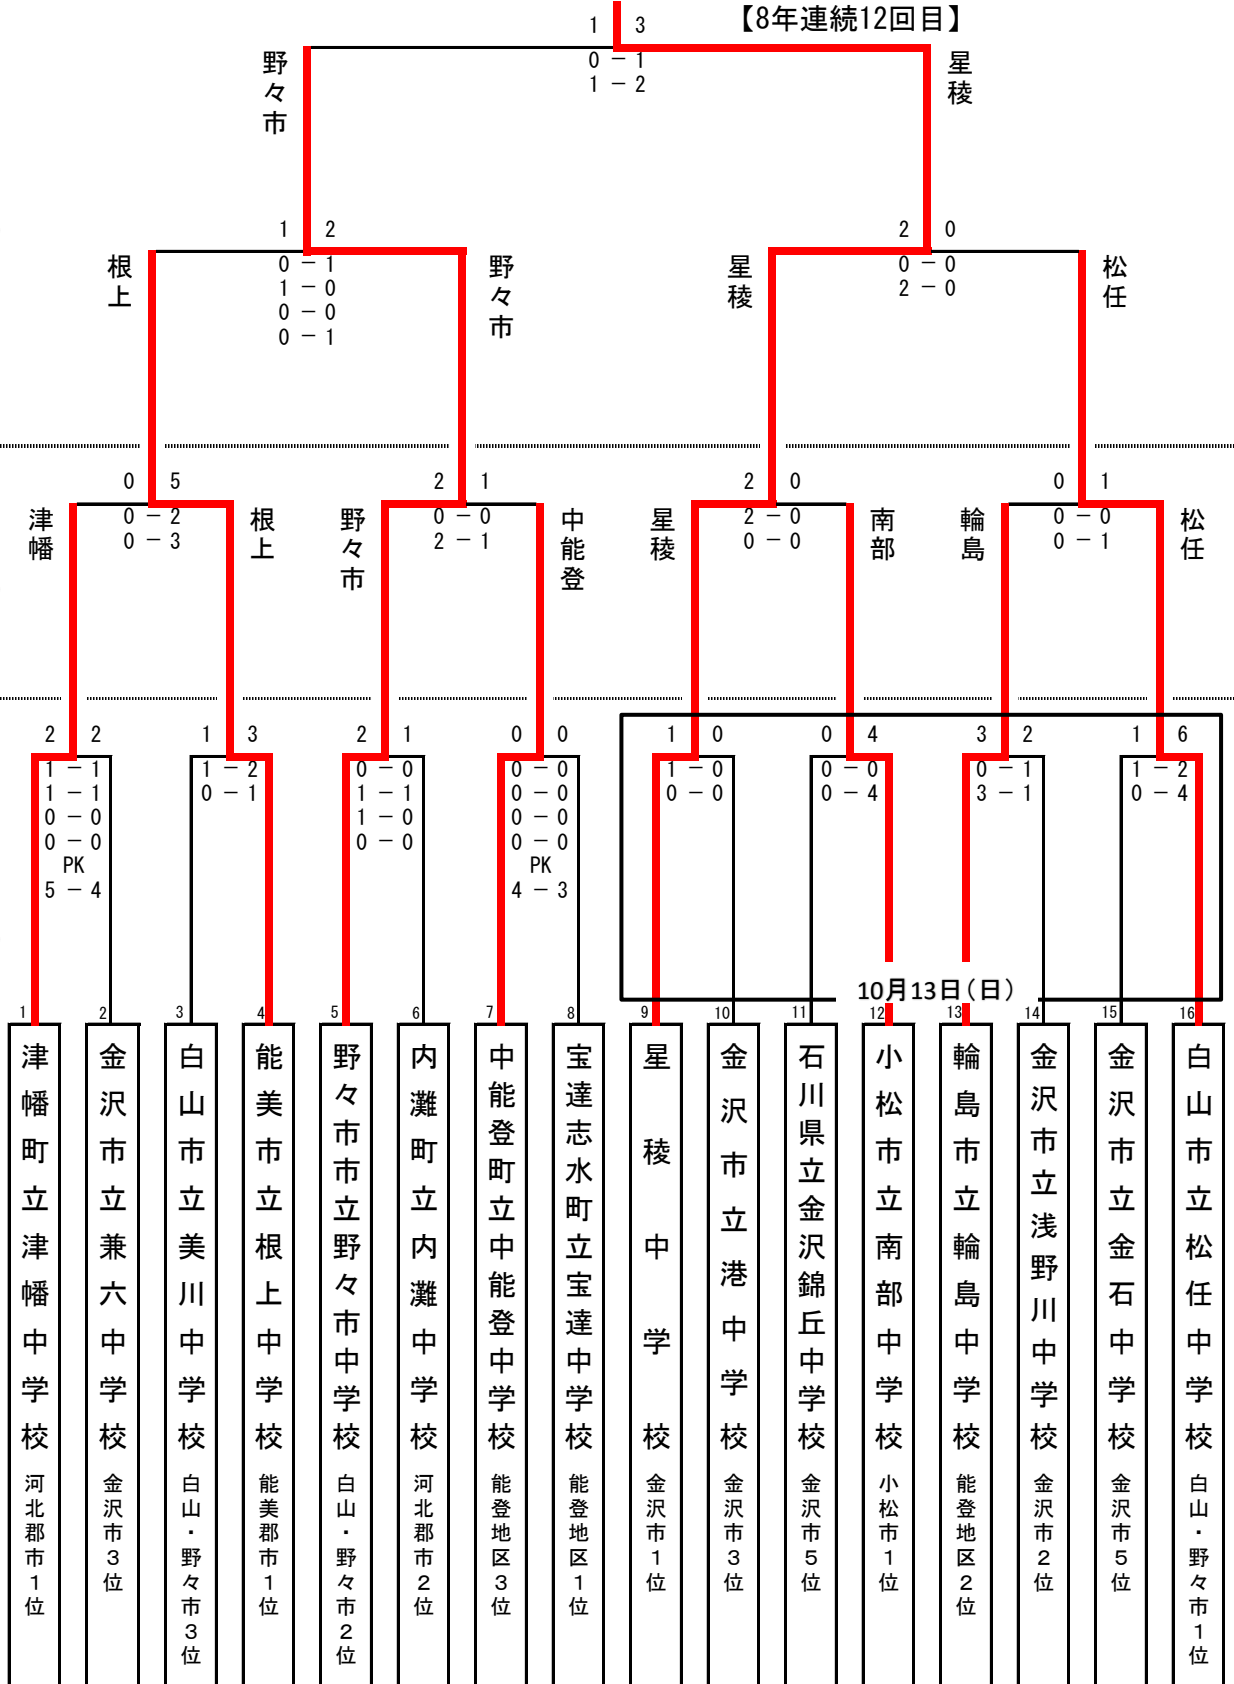 【8年連続12回目】
1 3
0 － 1
1 － 2
野々市
星稜
1 2
0 － 1
1 － 0
0 － 0
0 － 1
根上
野々市
2 0
0 － 0
2 － 0
星稜
松任
0 5
0 － 2
0 － 3
津幡
根上
2 1
0 － 0
2 － 1
野々市
中能登
2 0
2 － 0
0 － 0
星稜
南部
0 1
0 － 0
0 － 1
輪島
松任
2 2
1 － 1
1 － 1
0 － 0
0 － 0
PK
5 － 4
1 3
1 － 2
0 － 1
2 1
0 － 0
1 － 1
1 － 0
0 － 0
0 0
0 － 0
0 － 0
0 － 0
0 － 0
PK
4 － 3
1 0
1 － 0
0 － 0
0 4
0 － 0
0 － 4
3 2
0 － 1
3 － 1
1 6
1 － 2
0 － 4
10月13日（日）
1
津幡町立津幡中学校
河北郡市1位
2
金沢市立兼六中学校
金沢市3位
3
白山市立美川中学校
白山・野々市3位
4
能美市立根上中学校
能美郡市1位
5
野々市市立野々市中学校
白山・野々市2位
6
内灘町立内灘中学校
河北郡市2位
7
中能登町立中能登中学校
能登地区3位
8
宝達志水町立宝達中学校
能登地区1位
9
星稜中学校
金沢市1位
10
金沢市立港中学校
金沢市3位
11
石川県立金沢錦丘中学校
金沢市5位
12
小松市立南部中学校
小松市1位
13
輪島市立輪島中学校
能登地区2位
14
金沢市立浅野川中学校
金沢市2位
15
金沢市立金石中学校
金沢市5位
16
白山市立松任中学校
白山・野々市1位